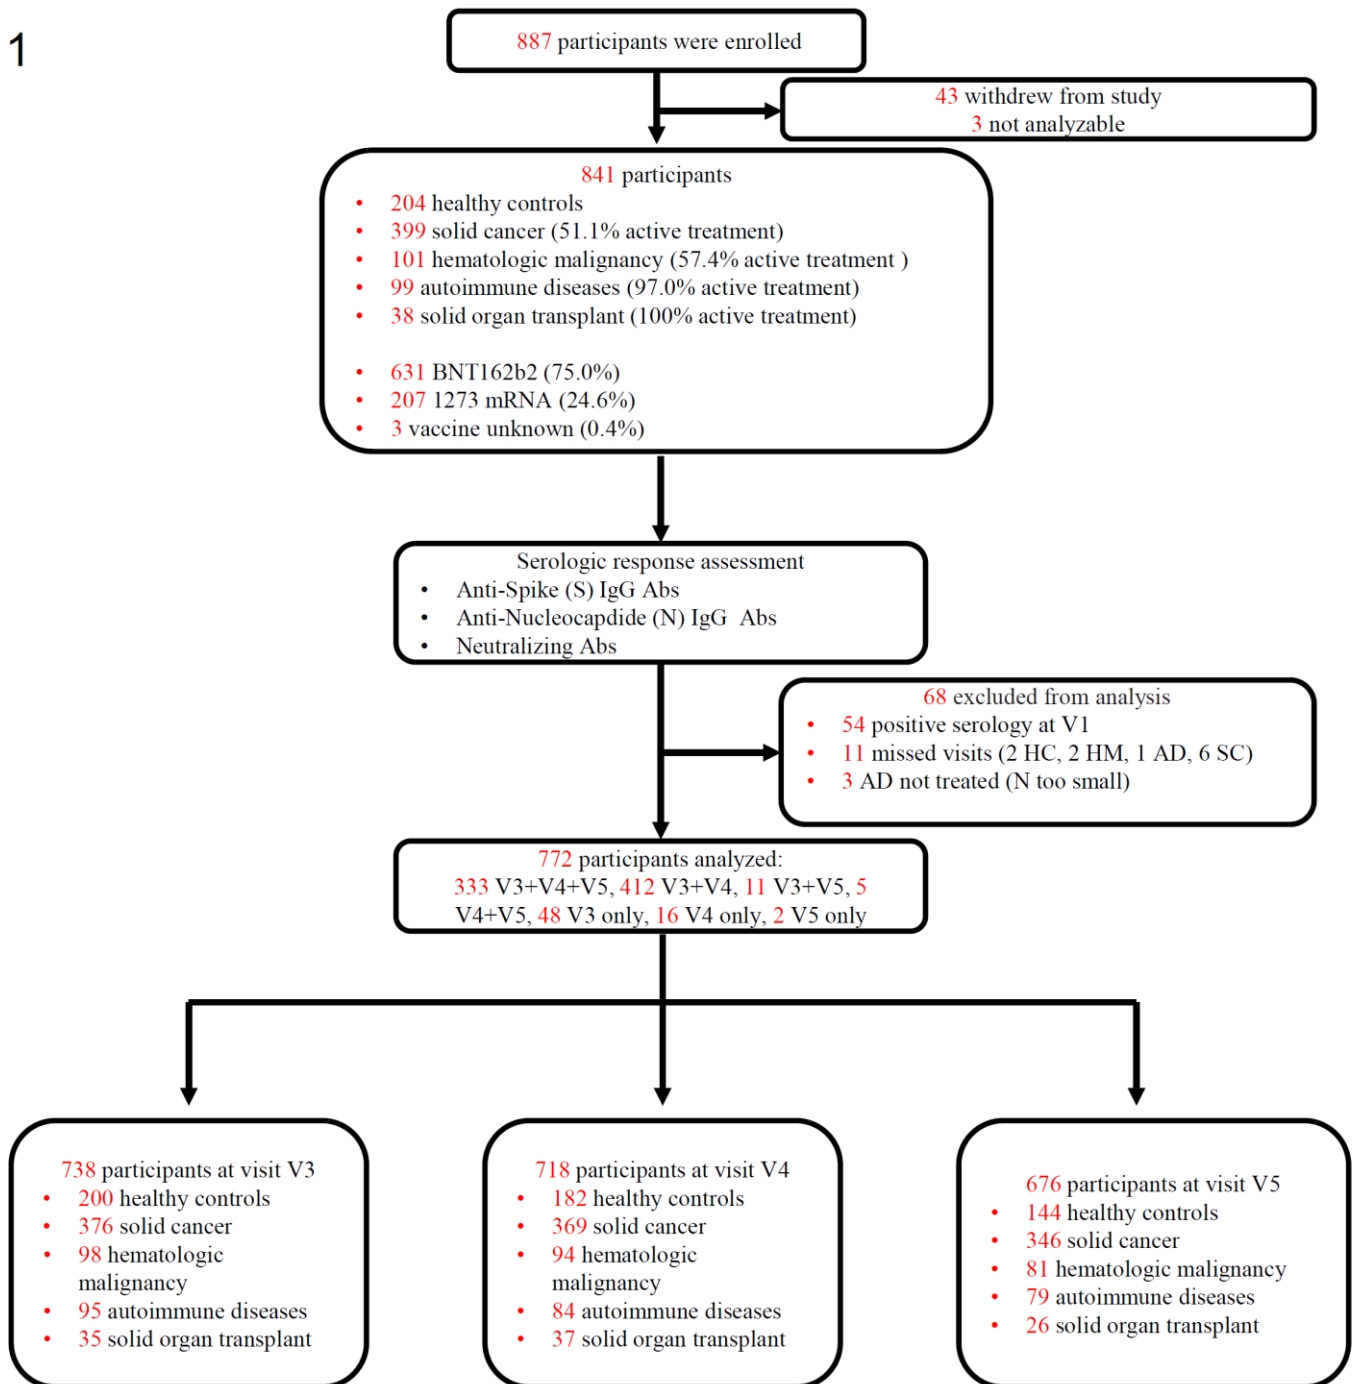 1
887 participants were enrolled
43 withdrew from study
3 not analyzable
841 participants
• 204 healthy controls
• 399 solid cancer (51.1% active treatment)
• 101 hematologic malignancy (57.4% active treatment )
• 99 autoimmune diseases (97.0% active treatment)
• 38 solid organ transplant (100% active treatment)
• 631 BNT162b2 (75.0%)
• 207 1273 mRNA (24.6%)
• 3 vaccine unknown (0.4%)
Serologic response assessment
• Anti-Spike (S) IgG Abs
• Anti-Nucleocapdide (N) IgG Abs
• Neutralizing Abs
68 excluded from analysis
• 54 positive serology at V1
• 11 missed visits (2 HC, 2 HM, 1 AD, 6 SC)
• 3 AD not treated (N too small)
772 participants analyzed:
333 V3+V4+V5, 412 V3+V4, 11 V3+V5, 5
V4+V5, 48 V3 only, 16 V4 only, 2 V5 only
738 participants at visit V3
• 200 healthy controls
• 376 solid cancer
• 98 hematologic
malignancy
• 95 autoimmune diseases
• 35 solid organ transplant
718 participants at visit V4
• 182 healthy controls
• 369 solid cancer
• 94 hematologic
malignancy
• 84 autoimmune diseases
• 37 solid organ transplant
676 participants at visit V5
• 144 healthy controls
• 346 solid cancer
• 81 hematologic malignancy
• 79 autoimmune diseases
• 26 solid organ transplant